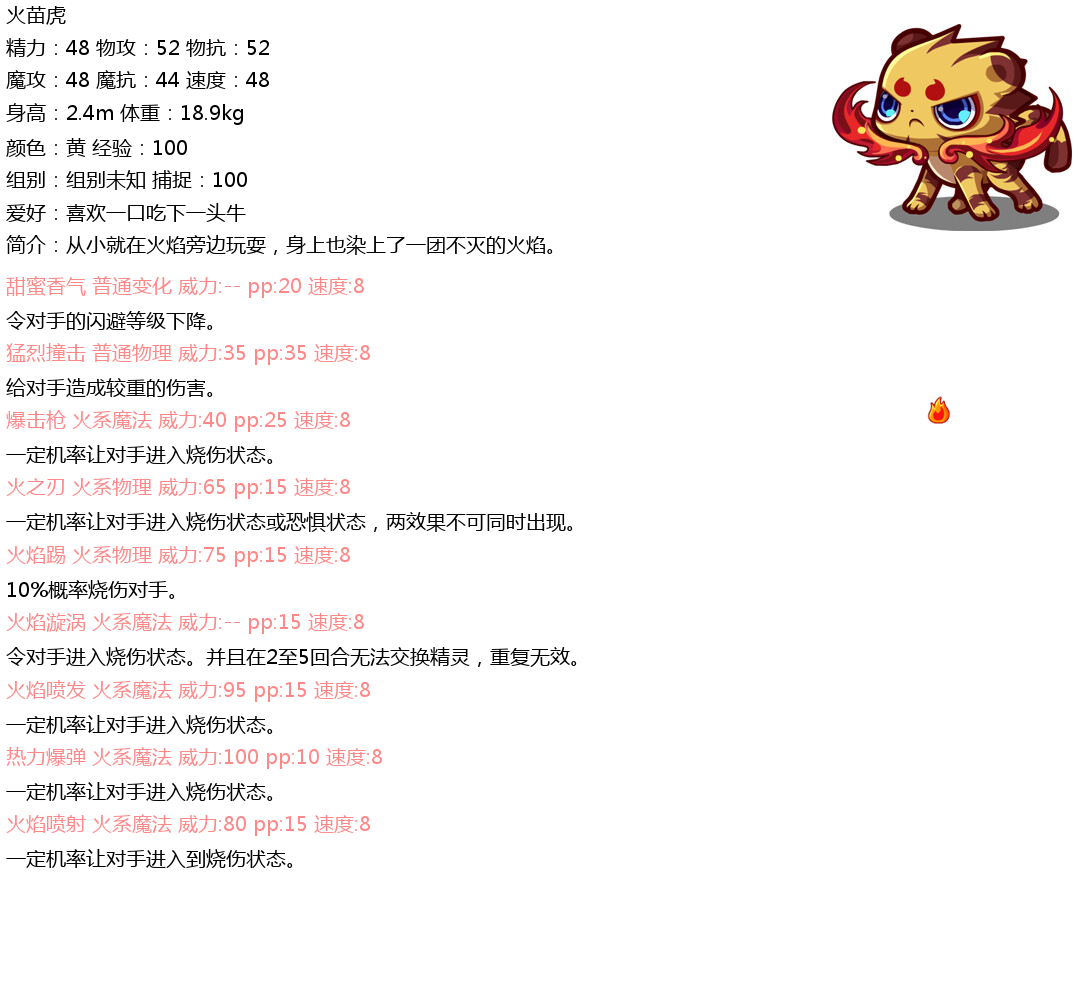 火苗虎
精力：48 物攻：52 物抗：52
魔攻：48 魔抗：44 速度：48
身高：2.4m 体重：18.9kg
颜色：黄 经验：100
组别：组别未知 捕捉：100
爱好：喜欢一口吃下一头牛
简介：从小就在火焰旁边玩耍，身上也染上了一团不灭的火焰。
甜蜜香气 普通变化 威力:-- pp:20 速度:8
令对手的闪避等级下降。
猛烈撞击 普通物理 威力:35 pp:35 速度:8
给对手造成较重的伤害。
爆击枪 火系魔法 威力:40 pp:25 速度:8
一定机率让对手进入烧伤状态。
火之刃 火系物理 威力:65 pp:15 速度:8
一定机率让对手进入烧伤状态或恐惧状态，两效果不可同时出现。
火焰踢 火系物理 威力:75 pp:15 速度:8
10%概率烧伤对手。
火焰漩涡 火系魔法 威力:-- pp:15 速度:8
令对手进入烧伤状态。并且在2至5回合无法交换精灵，重复无效。
火焰喷发 火系魔法 威力:95 pp:15 速度:8
一定机率让对手进入烧伤状态。
热力爆弹 火系魔法 威力:100 pp:10 速度:8
一定机率让对手进入烧伤状态。
火焰喷射 火系魔法 威力:80 pp:15 速度:8
一定机率让对手进入到烧伤状态。